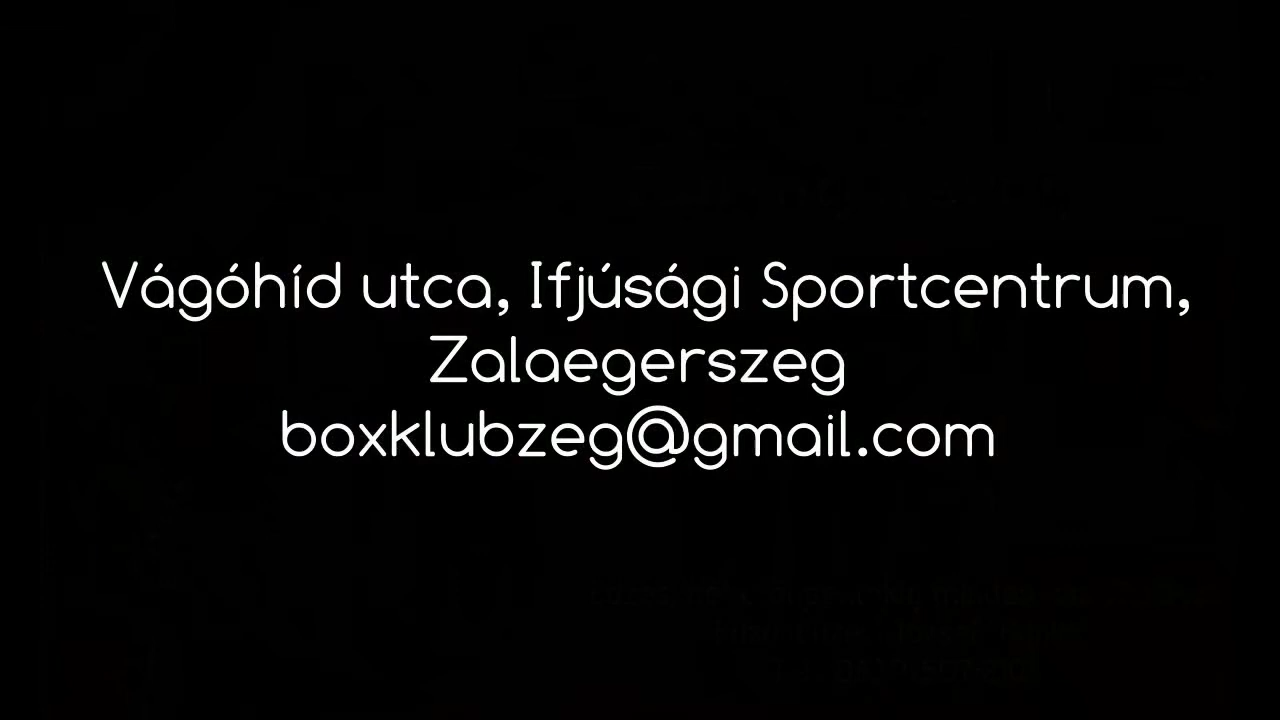 Vágóhíd utca, Ifjúsági Sportcentrum,
Zalaegerszeg
boxklubzeg@gmail.com